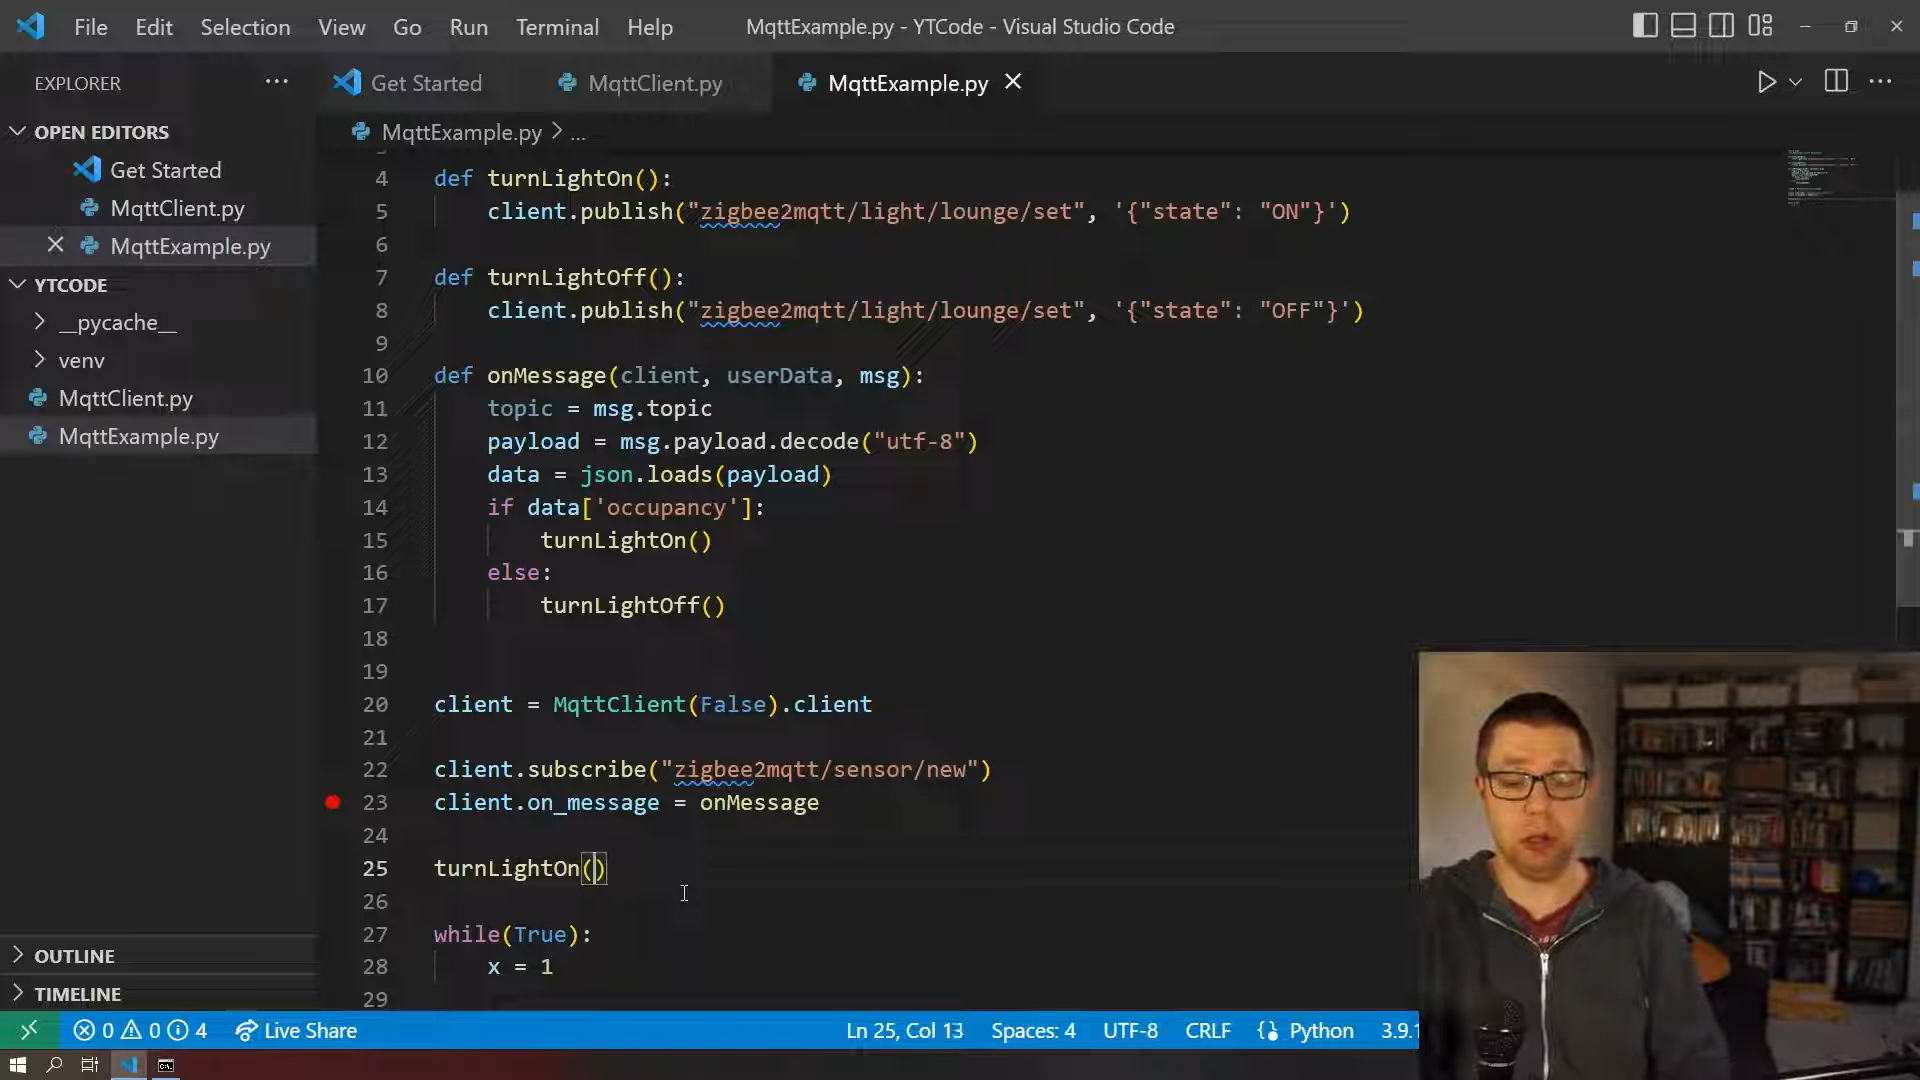 File Edit Selection View Go Run Terminal Help MqttExample.py - YTCode - Visual Studio Code
EXPLORER
OPEN EDITORS
Get Started
MqttClient.py
MqttExample.py
YTCODE
__pycache__
venv
MqttClient.py
MqttExample.py
OUTLINE
TIMELINE
Get Started MqttClient.py MqttExample.py
MqttExample.py > ...
4 def turnLightOn():
5 client.publish("zigbee2mqtt/light/lounge/set", '{"state": "ON"}')
6
7 def turnLightOff():
8 client.publish("zigbee2mqtt/light/lounge/set", '{"state": "OFF"}')
9
10 def onMessage(client, userData, msg):
11 topic = msg.topic
12 payload = msg.payload.decode("utf-8")
13 data = json.loads(payload)
14 if data['occupancy']:
15 turnLightOn()
16 else:
17 turnLightOff()
18
19
20 client = MqttClient(False).client
21
22 client.subscribe("zigbee2mqtt/sensor/new")
23 client.on_message = onMessage
24
25 turnLightOn()
26
27 while(True):
28 x = 1
29
0 0 4 Live Share Ln 25, Col 13 Spaces: 4 UTF-8 CRLF Python 3.9.1